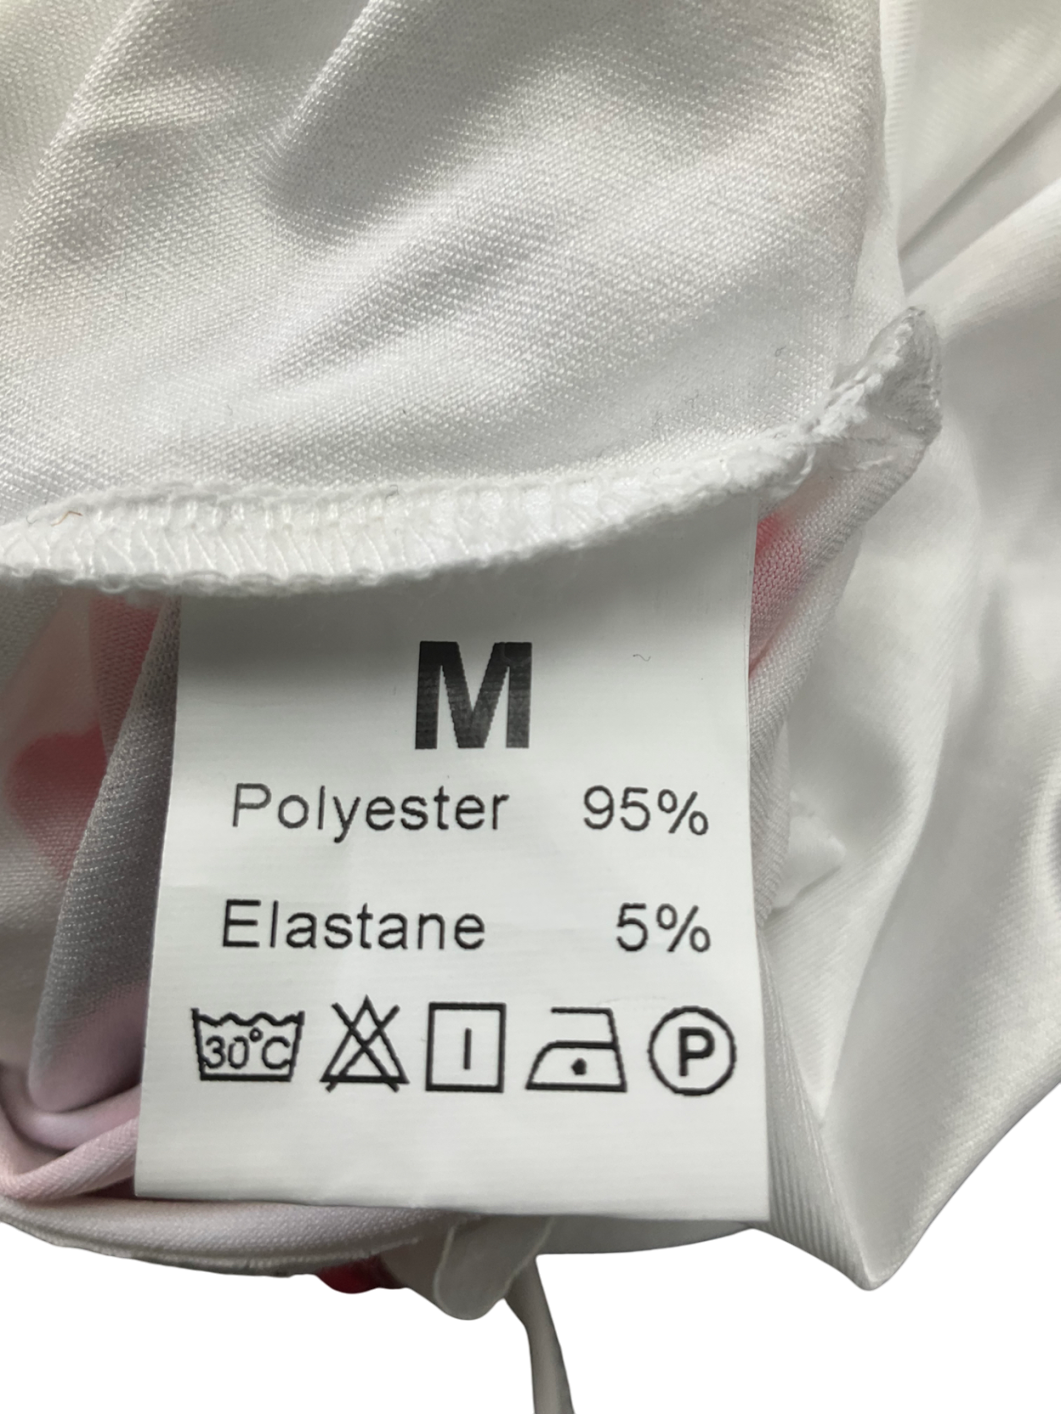 M
Polyester 95%
Elastane 5%
30°C P